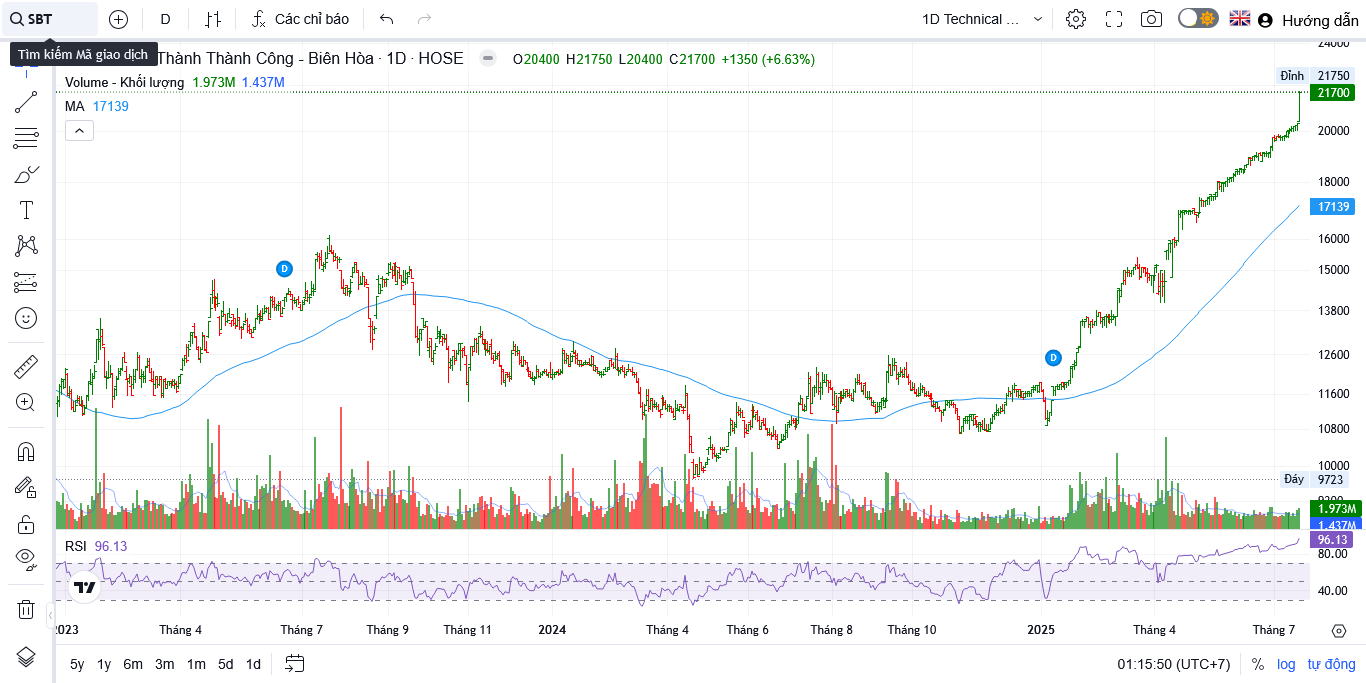 SBT D Các chỉ báo 1D Technical ... Hướng dẫn
Tìm kiếm Mã giao dịch Thành Thành Công - Biên Hòa · 1D · HOSE O20400 H21750 L20400 C21700 +1350 (+6.63%)
Volume - Khối lượng 1.973M 1.437M
MA 17139
24000
Đỉnh 21750
21700
20000
18000
17139
16000
15000
13800
12600
11600
10800
10000
Đáy 9723
9200
1.973M
1.437M
D
D
RSI 96.13
96.13
80.00
40.00
2023 Tháng 4 Tháng 7 Tháng 9 Tháng 11 2024 Tháng 4 Tháng 6 Tháng 8 Tháng 10 2025 Tháng 4 Tháng 7
5y 1y 6m 3m 1m 5d 1d 01:15:50 (UTC+7) % log tự động